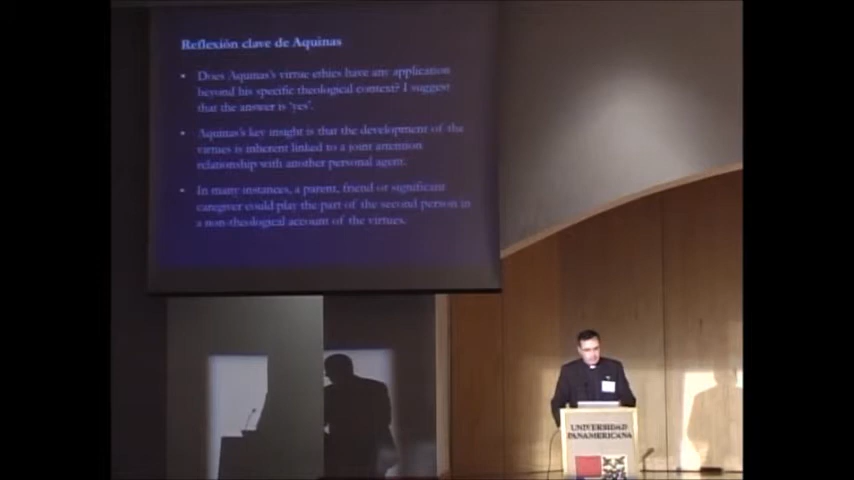 Reflexión clave de Aquinas
• Does Aquinas's virtue ethics have any application
beyond his specific theological context? I suggest
that the answer is 'yes'.
• Aquinas's key insight is that the development of the
virtues is inherent linked to a joint attention
relationship with another personal agent.
• In many instances, a parent, friend or significant
caregiver could play the part of the second person in
a non-theological account of the virtues.
UNIVERSIDAD
PANAMERICANA